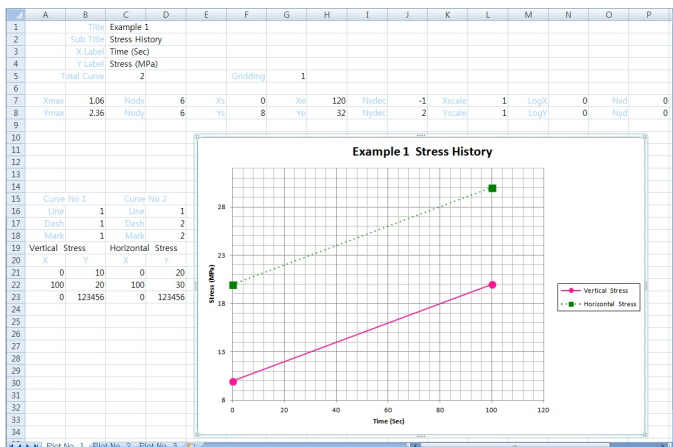 A B C D E F G H I J K L M N O P
1 Title Example 1
2 Sub Title Stress History
3 X Label Time (Sec)
4 Y Label Stress (MPa)
5 Total Curve 2 Gridding 1
6
7 Xmax 1.06 Nodx 6 Xs 0 Xe 120 Nxdec -1 Xscale 1 LogX 0 Nxd 0
8 Ymax 2.36 Nody 6 Ys 8 Ye 32 Nydec 2 Yscale 1 LogY 0 Nyd 0
9
10
11
12
13
14
15 Curve No 1 Curve No 2
16 Line 1 Line 1
17 Dash 1 Dash 2
18 Mark 1 Mark 2
19 Vertical Stress Horizontal Stress
20 X Y X Y
21 0 10 0 20
22 100 20 100 30
23 0 123456 0 123456
24
25
26
27
28
29
30
31
32
33
34
Example 1 Stress History
28
23
18
13
8
Stress (MPa)
0 20 40 60 80 100 120
Time (Sec)
Vertical Stress
Horizontal Stress
Plot No. 1 Plot No. 2 Plot No. 3